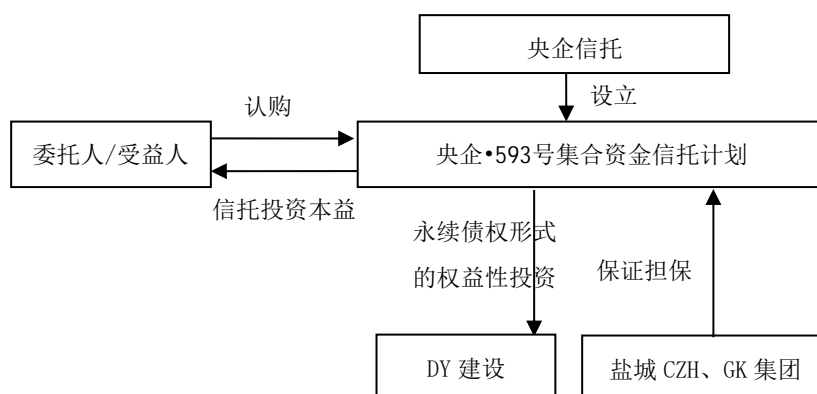 央企信托
设立
认购
委托人/受益人
央企•593号集合资金信托计划
信托投资本益
永续债权形式
的权益性投资
保证担保
DY 建设
盐城 CZH、GK 集团